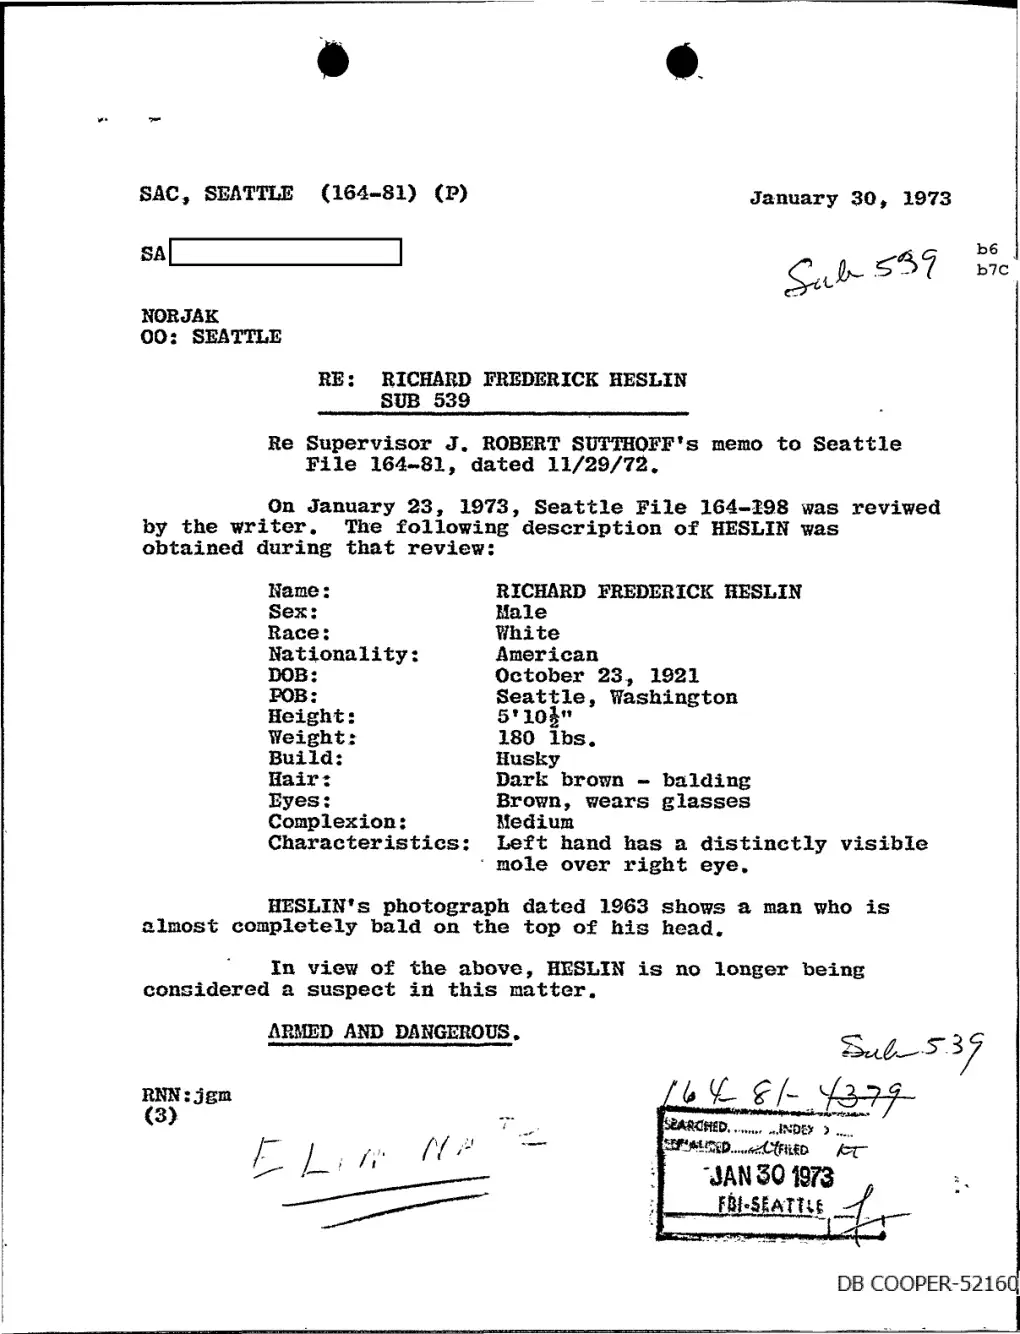 SAC, SEATTLE (164-81) (P)
January 30, 1973
SA
b6
b7C
Sub 539
NORJAK
OO: SEATTLE
RE: RICHARD FREDERICK HESLIN
SUB 539
Re Supervisor J. ROBERT SUTTHOFF's memo to Seattle
File 164-81, dated 11/29/72.
On January 23, 1973, Seattle File 164-198 was reviwed
by the writer. The following description of HESLIN was
obtained during that review:
Name: RICHARD FREDERICK HESLIN
Sex: Male
Race: White
Nationality: American
DOB: October 23, 1921
POB: Seattle, Washington
Height: 5'10½"
Weight: 180 lbs.
Build: Husky
Hair: Dark brown - balding
Eyes: Brown, wears glasses
Complexion: Medium
Characteristics: Left hand has a distinctly visible
mole over right eye.
HESLIN's photograph dated 1963 shows a man who is
almost completely bald on the top of his head.
In view of the above, HESLIN is no longer being
considered a suspect in this matter.
ARMED AND DANGEROUS.
Sub 539
RNN:jgm
(3)
164-81-4379
ELIMINATE
SEARCHED........INDEX
SERIALIZED......FILED
JAN 30 1973
FBI-SEATTLE
DB COOPER-52160